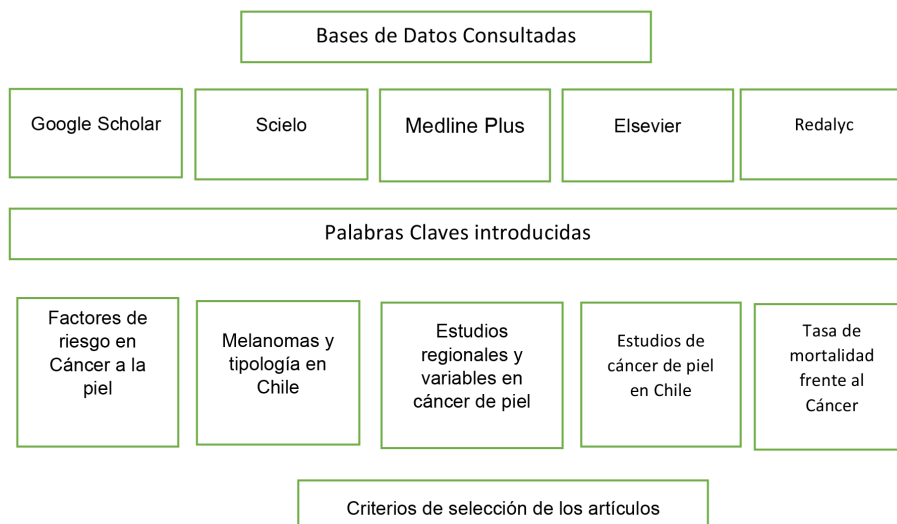 Bases de Datos Consultadas
Google Scholar
Scielo
Medline Plus
Elsevier
Redalyc
Palabras Claves introducidas
Factores de
riesgo en
Cáncer a la
piel
Melanomas y
tipología en
Chile
Estudios
regionales y
variables en
cáncer de piel
Estudios de
cáncer de piel
en Chile
Tasa de
mortalidad
frente al
Cáncer
Criterios de selección de los artículos